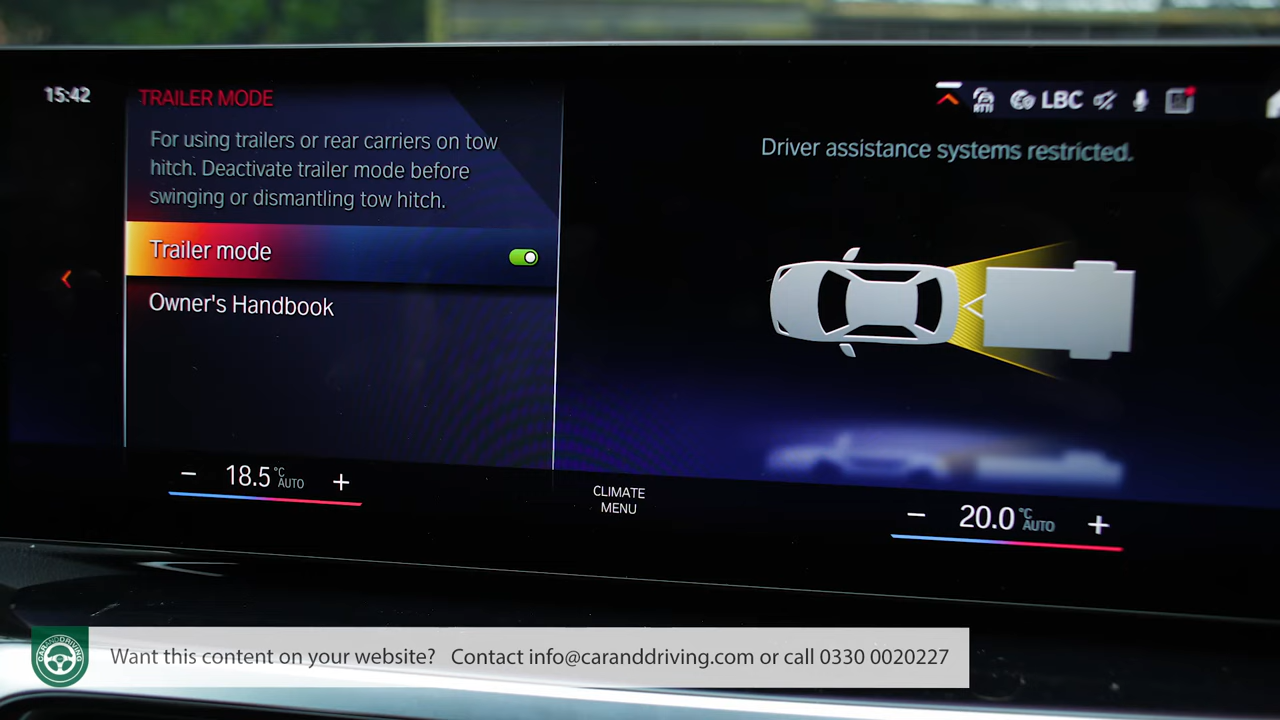 15:42
TRAILER MODE
For using trailers or rear carriers on tow
hitch. Deactivate trailer mode before
swinging or dismantling tow hitch.
Trailer mode
Owner's Handbook
RTTI
LBC
Driver assistance systems restricted.
− 18.5 °C AUTO +
CLIMATE
MENU
− 20.0 °C AUTO +
CARANDDRIVING
Want this content on your website? Contact info@caranddriving.com or call 0330 0020227